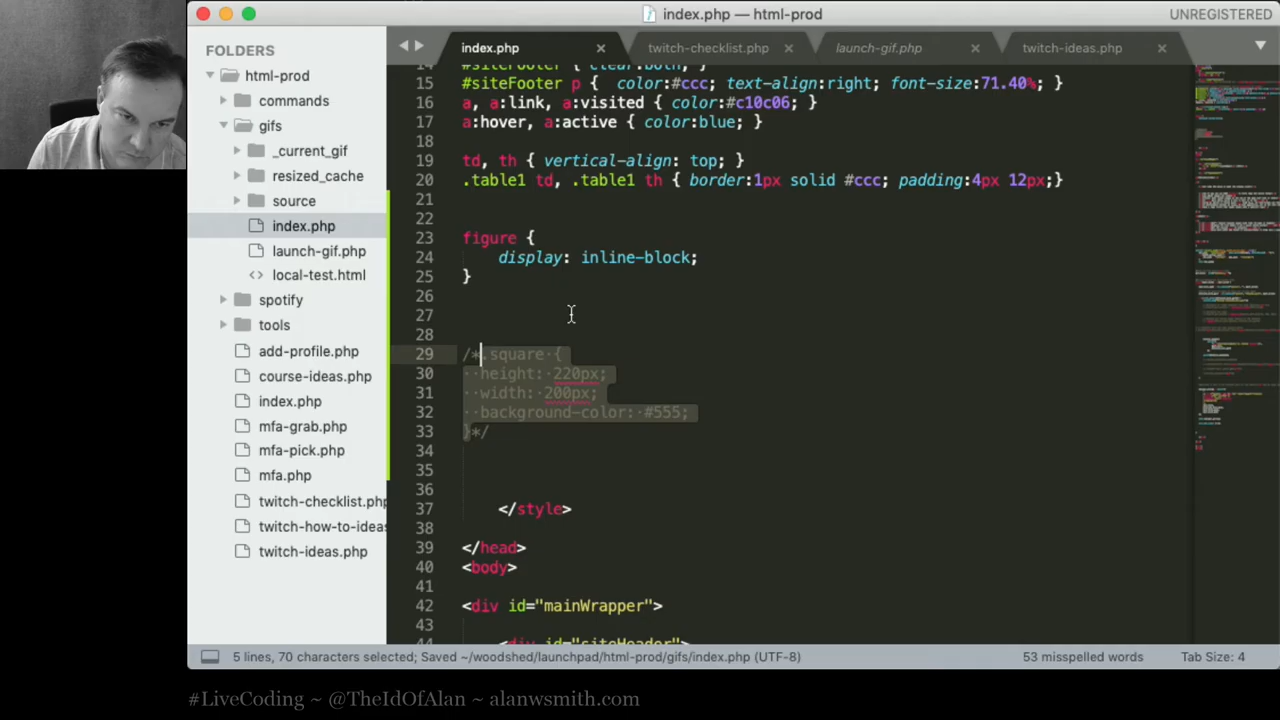 index.php — html-prod
UNREGISTERED
FOLDERS
html-prod
commands
gifs
_current_gif
resized_cache
source
index.php
launch-gif.php
local-test.html
spotify
tools
add-profile.php
course-ideas.php
index.php
mfa-grab.php
mfa-pick.php
mfa.php
twitch-checklist.php
twitch-how-to-ideas
twitch-ideas.php
index.php
twitch-checklist.php
launch-gif.php
twitch-ideas.php
14 #siteFooter { clear:both; }
15 #siteFooter p { color:#ccc; text-align:right; font-size:71.40%; }
16 a, a:link, a:visited { color:#c10c06; }
17 a:hover, a:active { color:blue; }
18
19 td, th { vertical-align: top; }
20 .table1 td, .table1 th { border:1px solid #ccc; padding:4px 12px;}
21
22
23 figure {
24 display: inline-block;
25 }
26
27
28
29 /*.square {
30 height: 220px;
31 width: 200px;
32 background-color: #555;
33 }*/
34
35
36
37 </style>
38
39 </head>
40 <body>
41
42 <div id="mainWrapper">
43
44 <div id="siteHeader">
5 lines, 70 characters selected; Saved ~/woodshed/launchpad/html-prod/gifs/index.php (UTF-8)
53 misspelled words
Tab Size: 4
#LiveCoding ~ @TheIdOfAlan ~ alanwsmith.com